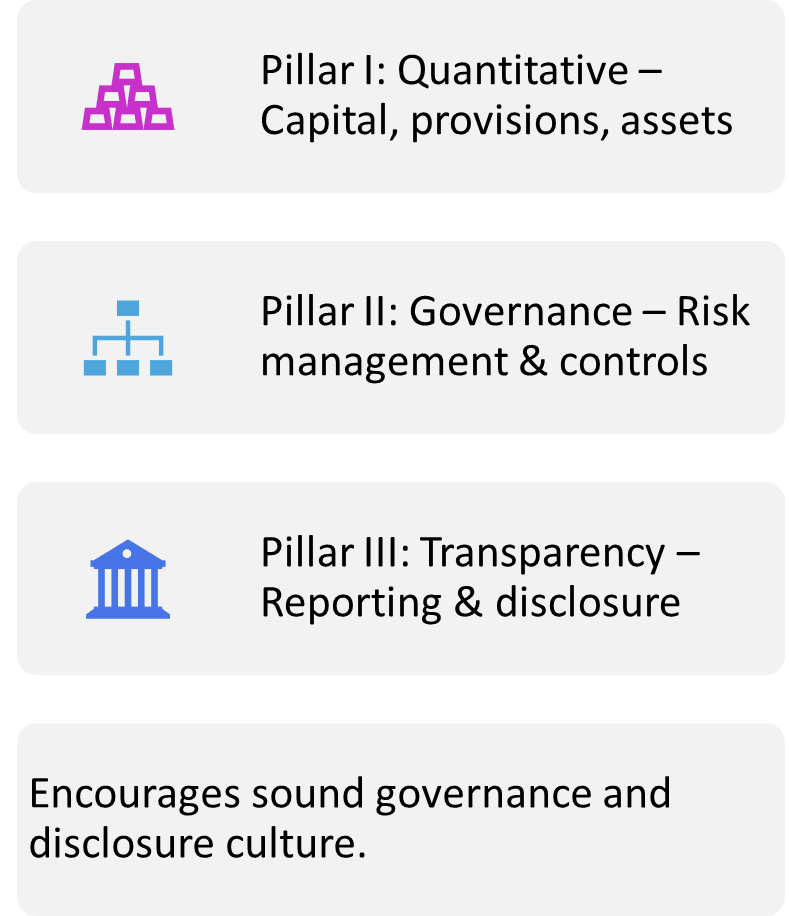 Pillar I: Quantitative –
Capital, provisions, assets
Pillar II: Governance – Risk
management & controls
Pillar III: Transparency –
Reporting & disclosure
Encourages sound governance and
disclosure culture.